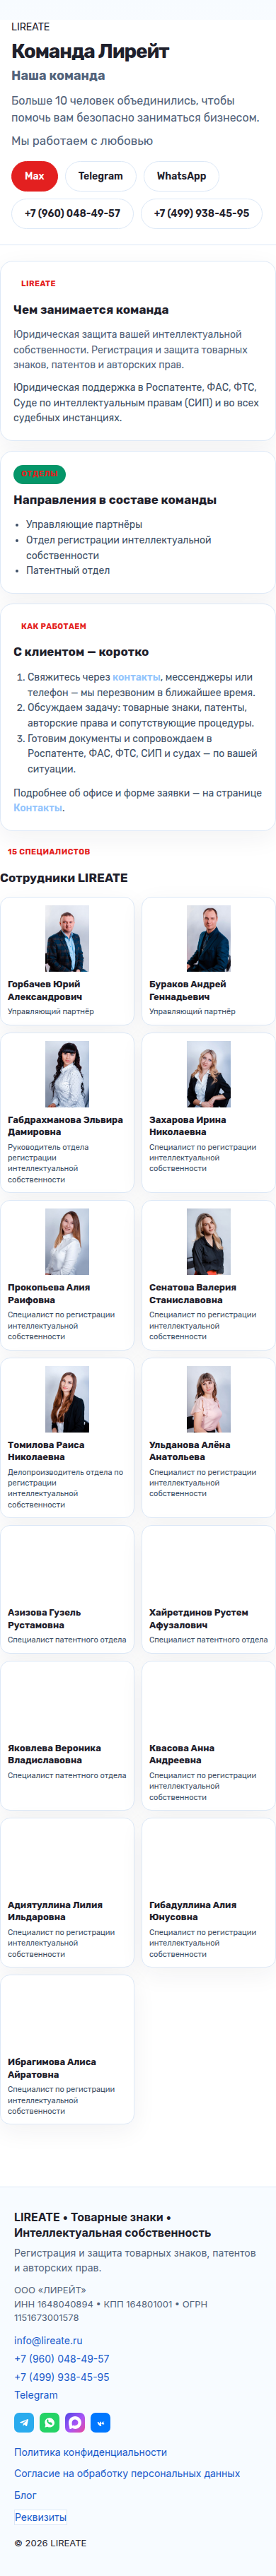 LIREATE
Команда Лирейт
Наша команда
Больше 10 человек объединились, чтобы
помочь вам безопасно заниматься бизнесом.
Мы работаем с любовью
Max
Telegram
WhatsApp
+7 (960) 048-49-57
+7 (499) 938-45-95
LIREATE
Чем занимается команда
Юридическая защита вашей интеллектуальной
собственности. Регистрация и защита товарных
знаков, патентов и авторских прав.
Юридическая поддержка в Роспатенте, ФАС, ФТС,
Суде по интеллектуальным правам (СИП) и во всех
судебных инстанциях.
ОТДЕЛЫ
Направления в составе команды
• Управляющие партнёры
• Отдел регистрации интеллектуальной
собственности
• Патентный отдел
КАК РАБОТАЕМ
С клиентом — коротко
1. Свяжитесь через контакты, мессенджеры или
телефон — мы перезвоним в ближайшее время.
2. Обсуждаем задачу: товарные знаки, патенты,
авторские права и сопутствующие процедуры.
3. Готовим документы и сопровождаем в
Роспатенте, ФАС, ФТС, СИП и судах — по вашей
ситуации.
Подробнее об офисе и форме заявки — на странице
Контакты.
15 СПЕЦИАЛИСТОВ
Сотрудники LIREATE
Горбачев Юрий
Александрович
Управляющий партнёр
Бураков Андрей
Геннадьевич
Управляющий партнёр
Габдрахманова Эльвира
Дамировна
Руководитель отдела
регистрации
интеллектуальной
собственности
Захарова Ирина
Николаевна
Специалист по регистрации
интеллектуальной
собственности
Прокопьева Алия
Раифовна
Специалист по регистрации
интеллектуальной
собственности
Сенатова Валерия
Станиславовна
Специалист по регистрации
интеллектуальной
собственности
Томилова Раиса
Николаевна
Делопроизводитель отдела по
регистрации
интеллектуальной
собственности
Ульданова Алёна
Анатольева
Специалист по регистрации
интеллектуальной
собственности
Азизова Гузель
Рустамовна
Специалист патентного отдела
Хайретдинов Рустем
Афузалович
Специалист патентного отдела
Яковлева Вероника
Владиславовна
Специалист патентного отдела
Квасова Анна
Андреевна
Специалист по регистрации
интеллектуальной
собственности
Адиятуллина Лилия
Ильдаровна
Специалист по регистрации
интеллектуальной
собственности
Гибадуллина Алия
Юнусовна
Специалист по регистрации
интеллектуальной
собственности
Ибрагимова Алиса
Айратовна
Специалист по регистрации
интеллектуальной
собственности
LIREATE • Товарные знаки •
Интеллектуальная собственность
Регистрация и защита товарных знаков, патентов
и авторских прав.
ООО «ЛИРЕЙТ»
ИНН 1648040894 • КПП 164801001 • ОГРН
1151673001578
info@lireate.ru
+7 (960) 048-49-57
+7 (499) 938-45-95
Telegram
Политика конфиденциальности
Согласие на обработку персональных данных
Блог
Реквизиты
© 2026 LIREATE